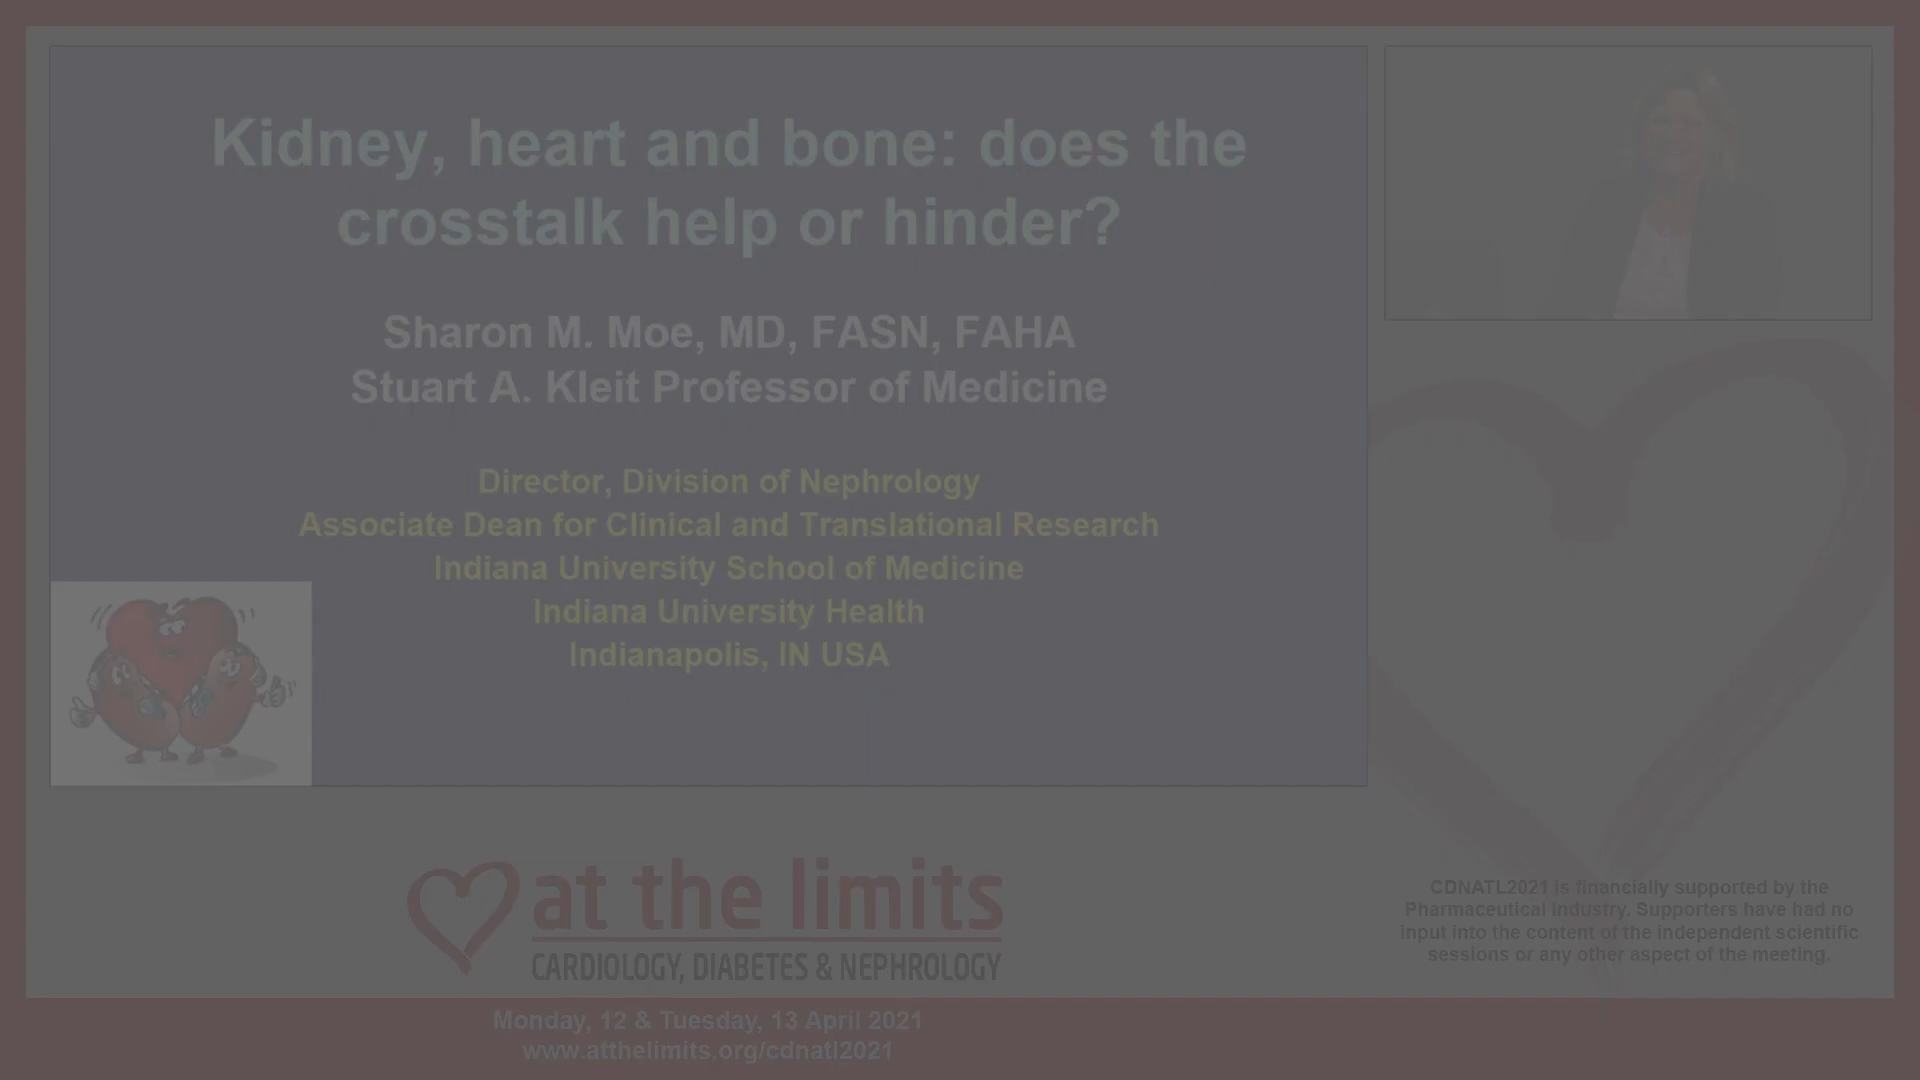 Kidney, heart and bone: does the
crosstalk help or hinder?
Sharon M. Moe, MD, FASN, FAHA
Stuart A. Kleit Professor of Medicine
Director, Division of Nephrology
Associate Dean for Clinical and Translational Research
Indiana University School of Medicine
Indiana University Health
Indianapolis, IN USA
at the limits
CARDIOLOGY, DIABETES & NEPHROLOGY
Monday, 12 & Tuesday, 13 April 2021
www.atthelimits.org/cdnatl2021
CDNATL2021 is financially supported by the
Pharmaceutical Industry. Supporters have had no
input into the content of the independent scientific
sessions or any other aspect of the meeting.